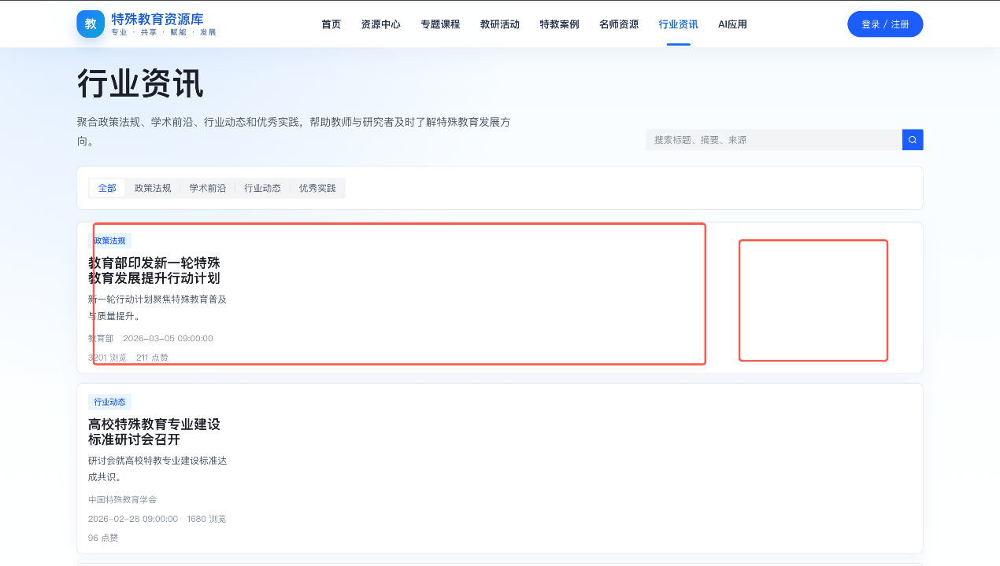 教
特殊教育资源库
专业 · 共享 · 赋能 · 发展
首页 资源中心 专题课程 教研活动 特教案例 名师资源 行业资讯 AI应用
登录 / 注册
行业资讯
聚合政策法规、学术前沿、行业动态和优秀实践，帮助教师与研究者及时了解特殊教育发展方
向。
搜索标题、摘要、来源
全部 政策法规 学术前沿 行业动态 优秀实践
政策法规
教育部印发新一轮特殊
教育发展提升行动计划
新一轮行动计划聚焦特殊教育普及
与质量提升。
教育部 2026-03-05 09:00:00
3201 浏览 211 点赞
行业动态
高校特殊教育专业建设
标准研讨会召开
研讨会就高校特教专业建设标准达
成共识。
中国特殊教育学会
2026-02-28 09:00:00 1680 浏览
96 点赞